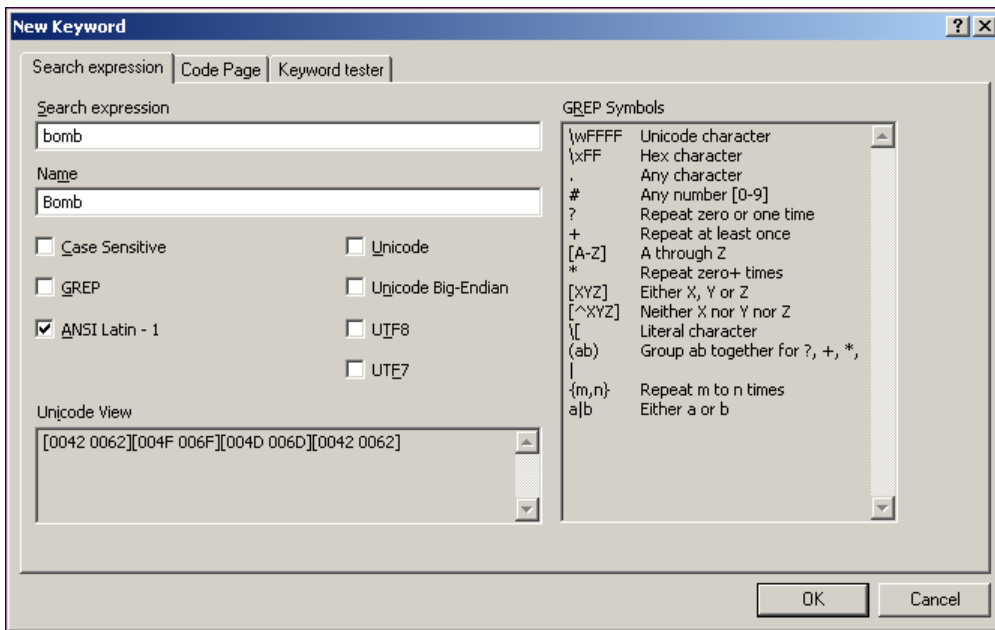 New Keyword
Search expression
Code Page
Keyword tester
Search expression
bomb
Name
Bomb
Case Sensitive
Unicode
GREP
Unicode Big-Endian
ANSI Latin - 1
UTF8
UTF7
Unicode View
[0042 0062][004F 006F][004D 006D][0042 0062]
GREP Symbols
\wFFFF Unicode character
\xFF Hex character
. Any character
# Any number [0-9]
? Repeat zero or one time
+ Repeat at least once
[A-Z] A through Z
* Repeat zero+ times
[XYZ] Either X, Y or Z
[^XYZ] Neither X nor Y nor Z
\[ Literal character
(ab) Group ab together for ?, +, *,
|
{m,n} Repeat m to n times
a|b Either a or b
OK
Cancel